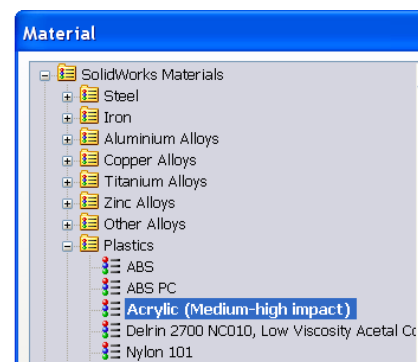 Material
SolidWorks Materials
Steel
Iron
Aluminium Alloys
Copper Alloys
Titanium Alloys
Zinc Alloys
Other Alloys
Plastics
ABS
ABS PC
Acrylic (Medium-high impact)
Delrin 2700 NC010, Low Viscosity Acetal Co
Nylon 101